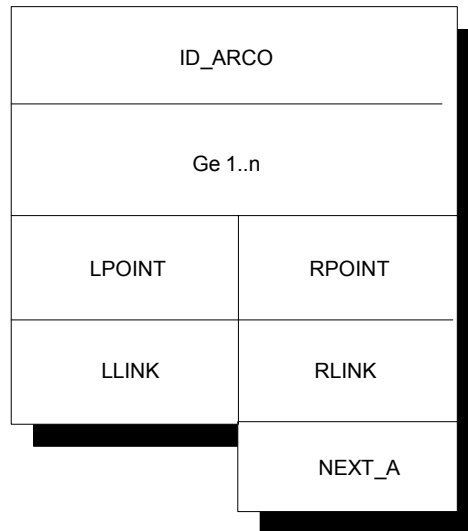 ID_ARCO
Ge 1..n
LPOINT
RPOINT
LLINK
RLINK
NEXT_A